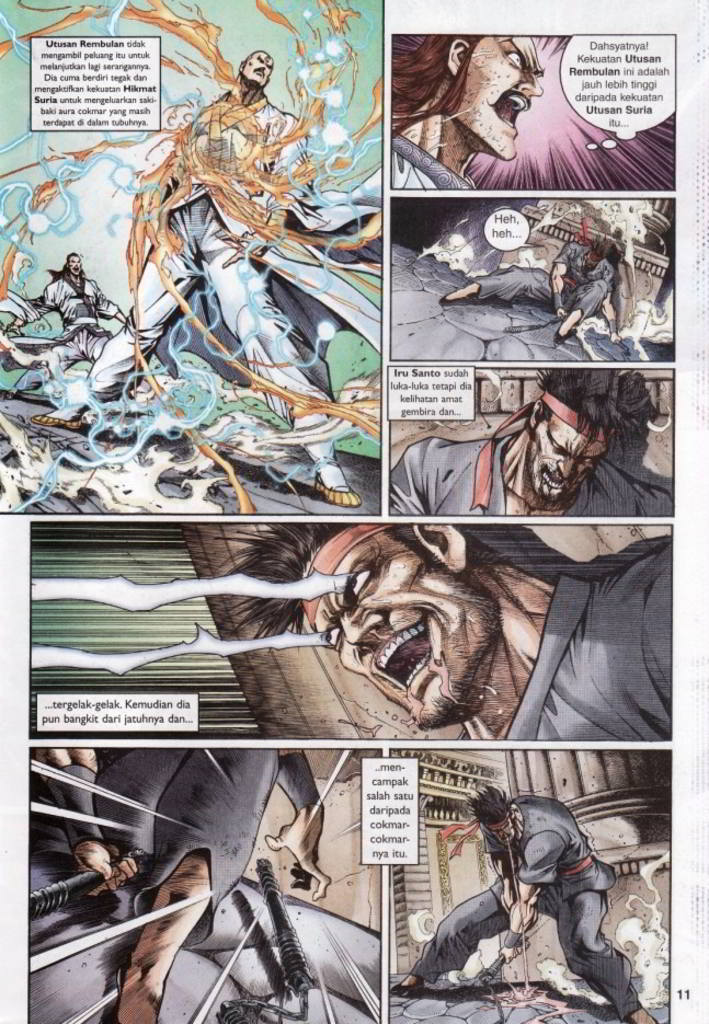 Utusan Rembulan tidak
mengambil peluang itu untuk
melanjutkan lagi serangannya.
Dia cuma berdiri tegak dan
mengaktifkan kekuatan Hikmat
Suria untuk mengeluarkan saki-
baki aura cokmar yang masih
terdapat di dalam tubuhnya.
Dahsyatnya!
Kekuatan Utusan
Rembulan ini adalah
jauh lebih tinggi
daripada kekuatan
Utusan Suria
itu...
Heh,
heh...
Iru Santo sudah
luka-luka tetapi dia
kelihatan amat
gembira dan...
...tergelak-gelak. Kemudian dia
pun bangkit dari jatuhnya dan...
..men-
campak
salah satu
daripada
cokmar-
cokmar-
nya itu.
11